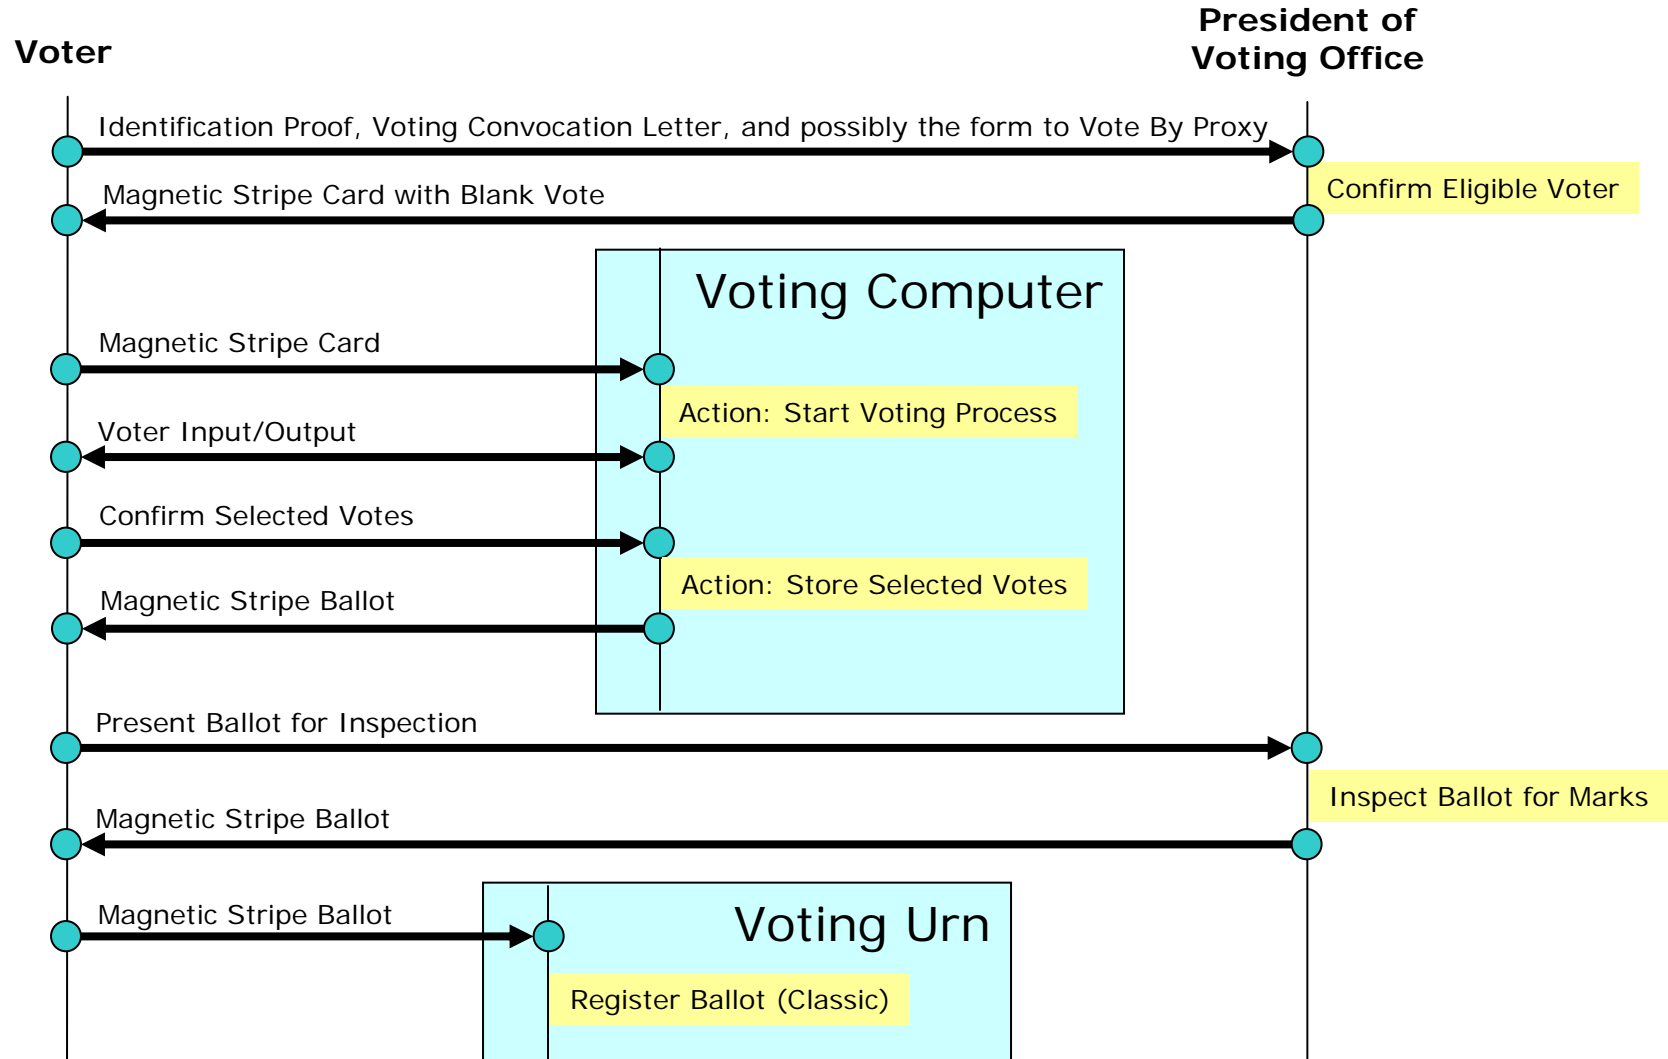 President of
Voting Office
Voter
Identification Proof, Voting Convocation Letter, and possibly the form to Vote By Proxy
Confirm Eligible Voter
Magnetic Stripe Card with Blank Vote
Voting Computer
Magnetic Stripe Card
Action: Start Voting Process
Voter Input/Output
Confirm Selected Votes
Action: Store Selected Votes
Magnetic Stripe Ballot
Present Ballot for Inspection
Inspect Ballot for Marks
Magnetic Stripe Ballot
Magnetic Stripe Ballot
Voting Urn
Register Ballot (Classic)